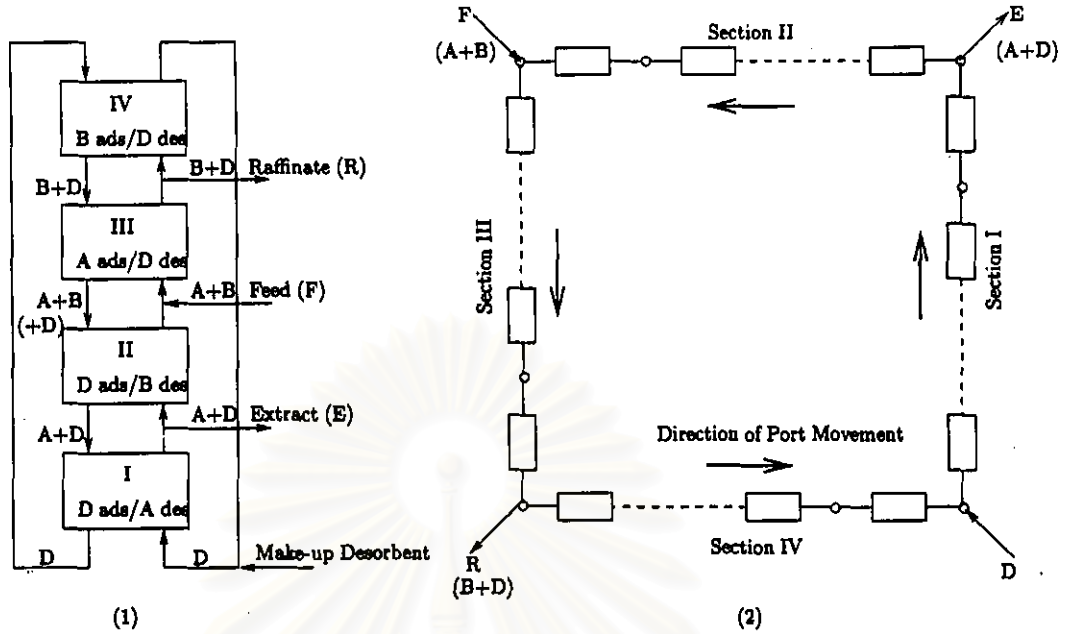 IV
B ads/D des
B+D Raffinate (R)
B+D
III
A ads/D des
A+B Feed (F)
A+B
(+D)
II
D ads/B des
A+D Extract (E)
A+D
I
D ads/A des
D
D
Make-up Desorbent
(1)
F
(A+B)
Section II
E
(A+D)
Section III
Section I
Direction of Port Movement
Section IV
R
(B+D)
D
(2)